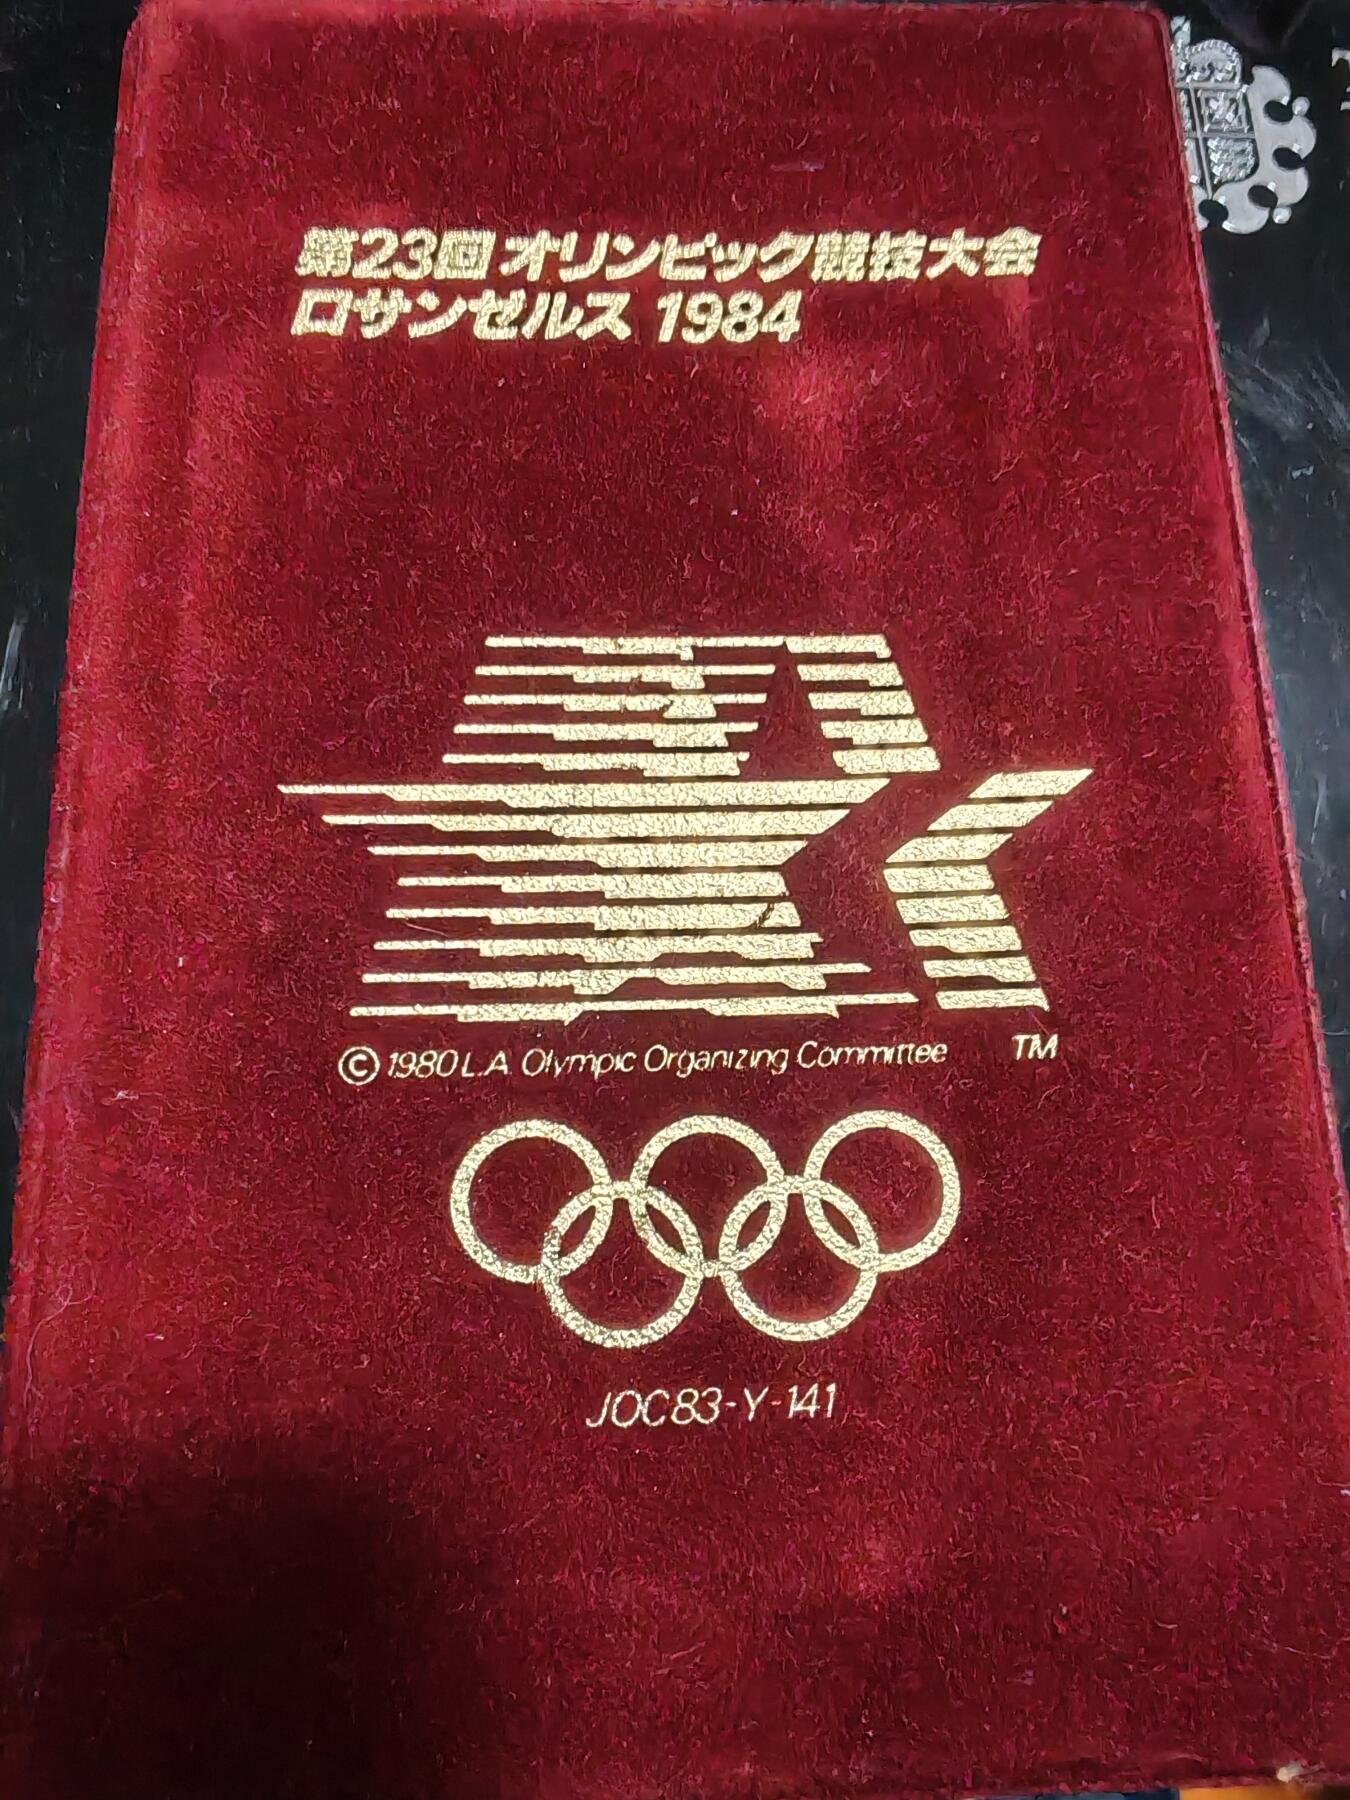 第23回オリンピック競技大会
ロサンゼルス 1984
© 1980 L.A. Olympic Organizing Committee TM
JOC83-Y-141